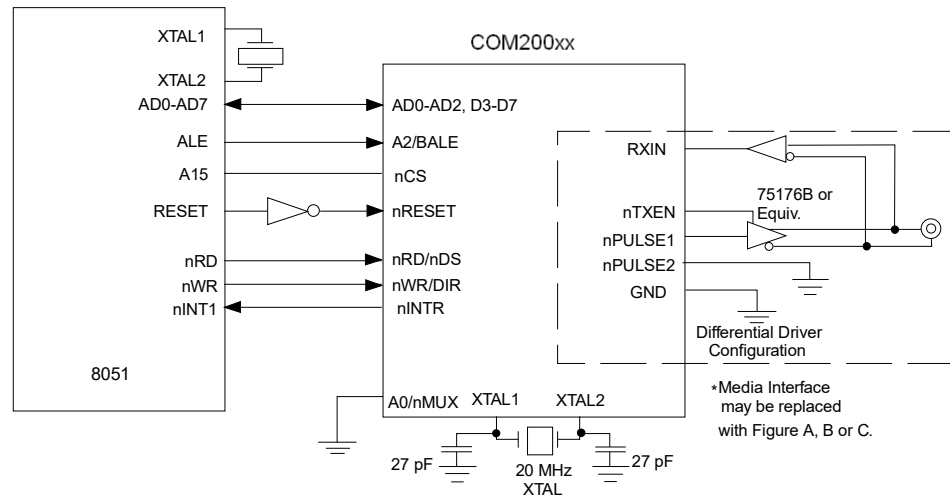 COM200xx
XTAL1
XTAL2
AD0-AD7
ALE
A15
RESET
nRD
nWR
nINT1
8051
AD0-AD2, D3-D7
A2/BALE
nCS
nRESET
nRD/nDS
nWR/DIR
nINTR
A0/nMUX
XTAL1
XTAL2
RXIN
nTXEN
nPULSE1
nPULSE2
GND
75176B or
Equiv.
Differential Driver
Configuration
*Media Interface
may be replaced
with Figure A, B or C.
27 pF
20 MHz
XTAL
27 pF